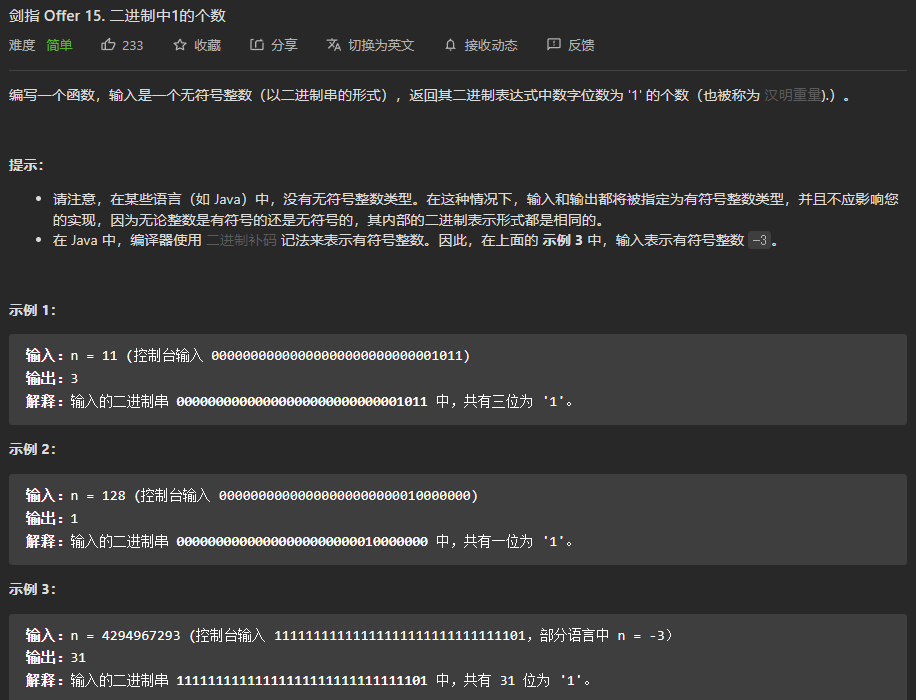 剑指 Offer 15. 二进制中1的个数
难度 简单 233 收藏 分享 切换为英文 接收动态 反馈
编写一个函数，输入是一个无符号整数（以二进制串的形式），返回其二进制表达式中数字位数为 '1' 的个数（也被称为 汉明重量).）。
提示：
• 请注意，在某些语言（如 Java）中，没有无符号整数类型。在这种情况下，输入和输出都将被指定为有符号整数类型，并且不应影响您
的实现，因为无论整数是有符号的还是无符号的，其内部的二进制表示形式都是相同的。
• 在 Java 中，编译器使用 二进制补码 记法来表示有符号整数。因此，在上面的 示例 3 中，输入表示有符号整数 -3。
示例 1：
输入：n = 11 (控制台输入 00000000000000000000000000001011)
输出：3
解释：输入的二进制串 00000000000000000000000000001011 中，共有三位为 '1'。
示例 2：
输入：n = 128 (控制台输入 00000000000000000000000010000000)
输出：1
解释：输入的二进制串 00000000000000000000000010000000 中，共有一位为 '1'。
示例 3：
输入：n = 4294967293 (控制台输入 11111111111111111111111111111101，部分语言中 n = -3）
输出：31
解释：输入的二进制串 11111111111111111111111111111101 中，共有 31 位为 '1'。